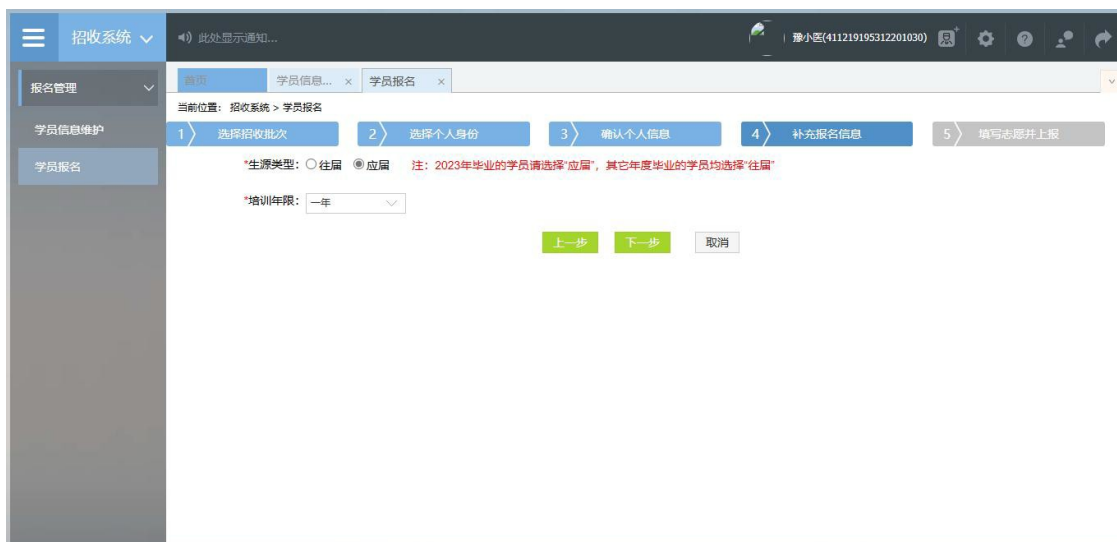 招收系统
此处显示通知...
豫小医(411219195312201030)
报名管理
学员信息维护
学员报名
首页
学员信息...
学员报名
当前位置: 招收系统 > 学员报名
1 选择招收批次
2 选择个人身份
3 确认个人信息
4 补充报名信息
5 填写志愿并上报
*生源类型: 往届 应届 注: 2023年毕业的学员请选择"应届", 其它年度毕业的学员均选择"往届"
*培训年限: 一年
上一步 下一步 取消